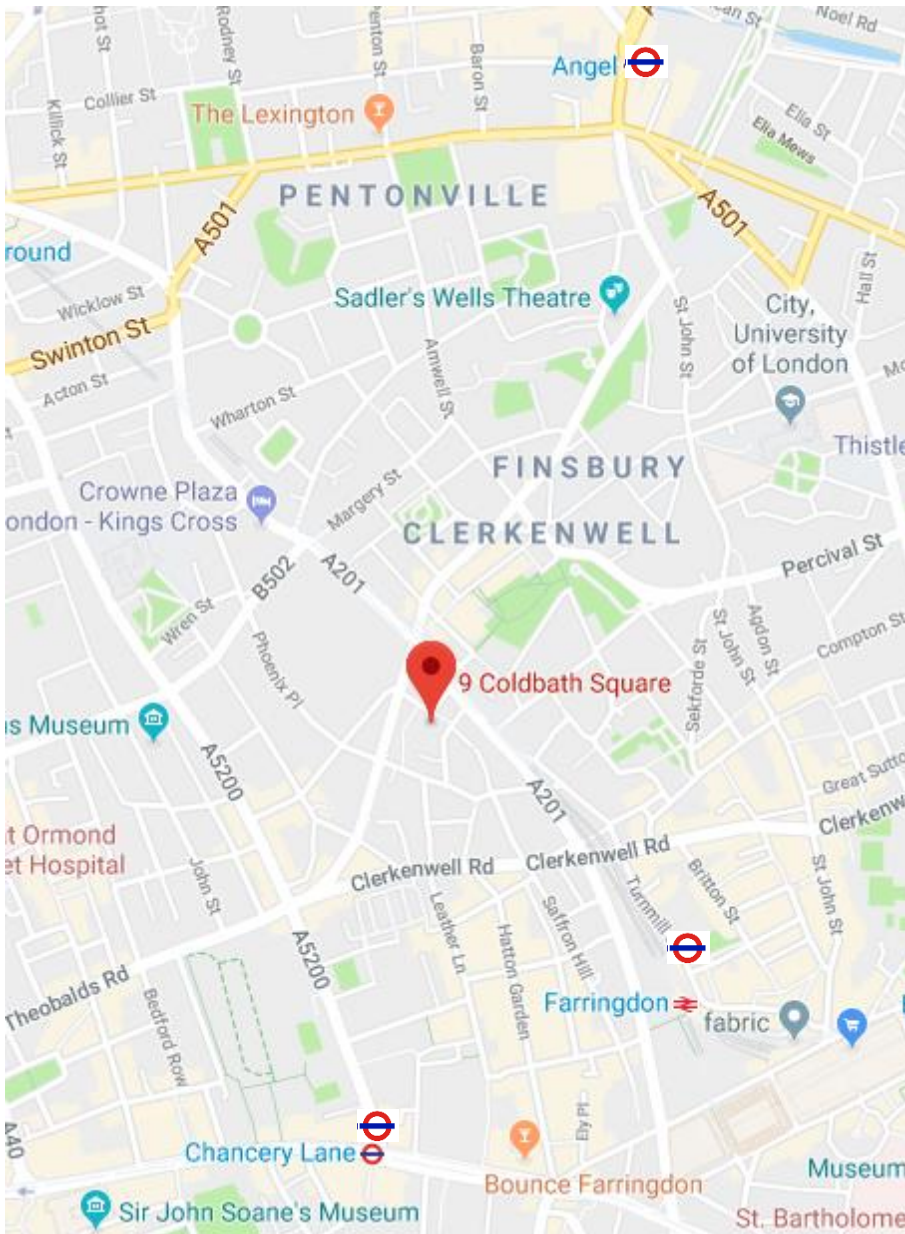 hot St
Rodney St
Penton St
Baron St
Noel Rd
Angel
Collier St
Killick St
The Lexington
Elia St
Elia Mews
PENTONVILLE
A501
A501
round
Wicklow St
Sadler's Wells Theatre
Hall St
Swinton St
City,
University
of London
St John St
Amwell St
Acton St
Wharton St
Thistle
FINSBURY
Crowne Plaza
ondon - Kings Cross
Margery St
CLERKENWELL
A201
B502
Percival St
Wren St
Phoenix Pl
St John St
Agdon St
Compton St
Sekforde St
9 Coldbath Square
s Museum
A5200
A201
Great Sutto
Clerkenw
t Ormond
et Hospital
Clerkenwell Rd
Clerkenwell Rd
John St
Leather Ln
Saffron Hill
Turnmill
Britton St
St John St
Hatton Garden
A5200
Theobalds Rd
Bedford Row
Farringdon
fabric
Ely Pl
A40
Chancery Lane
Bounce Farringdon
Museum
Sir John Soane's Museum
St. Bartholome